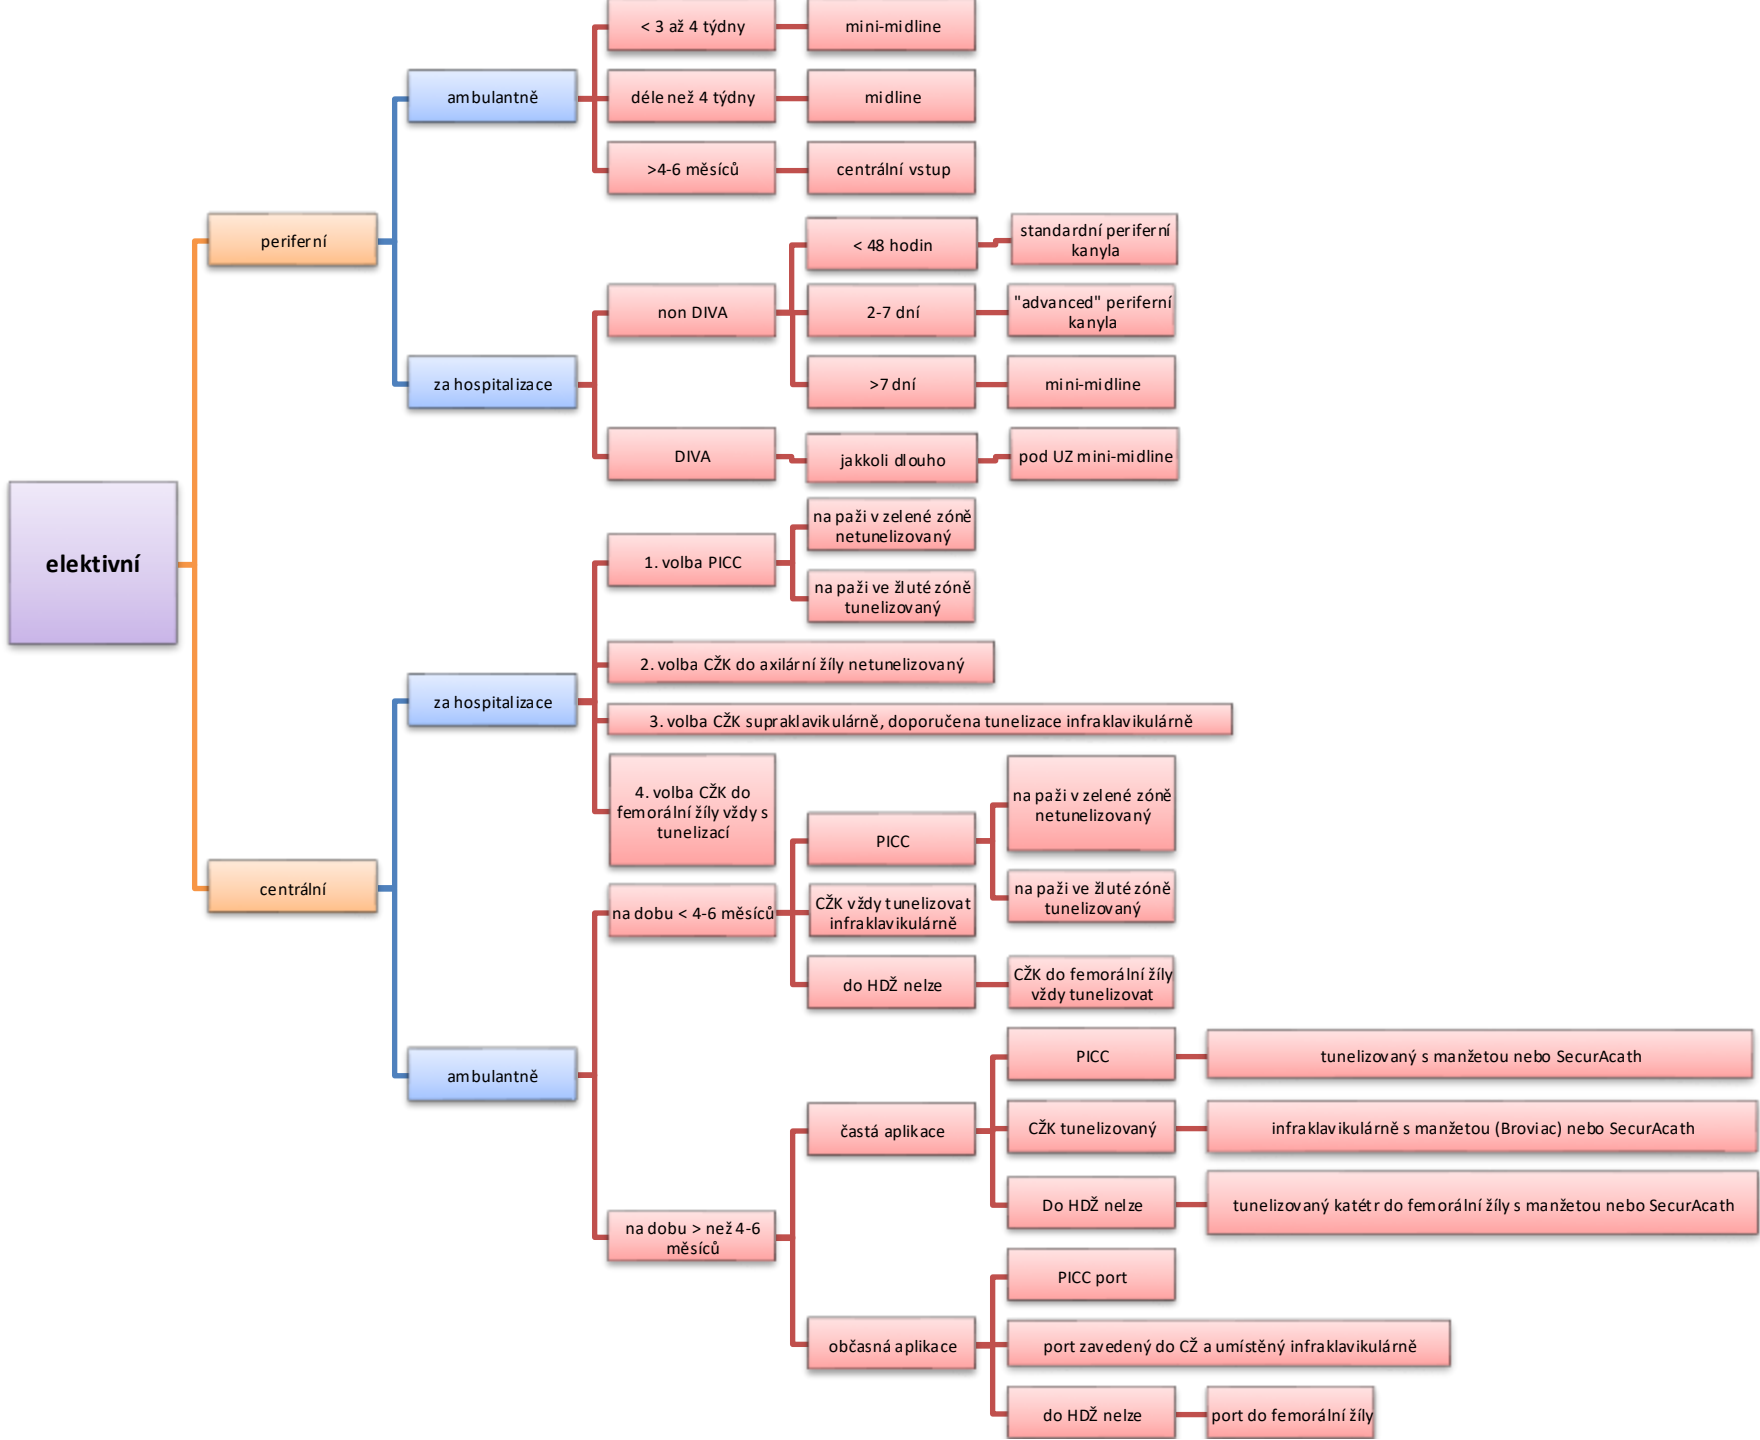 elektivní
periferní
ambulantně
< 3 až 4 týdny
mini-midline
déle než 4 týdny
midline
>4-6 měsíců
centrální vstup
za hospitalizace
non DIVA
< 48 hodin
standardní periferní
kanyla
2-7 dní
"advanced" periferní
kanyla
>7 dní
mini-midline
DIVA
jakkoli dlouho
pod UZ mini-midline
centrální
za hospitalizace
1. volba PICC
na paži v zelené zóně
netunelizovaný
na paži ve žluté zóně
tunelizovaný
2. volba CŽK do axilární žíly netunelizovaný
3. volba CŽK supraklavikulárně, doporučena tunelizace infraklavikulárně
4. volba CŽK do
femorální žíly vždy s
tunelizací
ambulantně
na dobu < 4-6 měsíců
PICC
na paži v zelené zóně
netunelizovaný
na paži ve žluté zóně
tunelizovaný
CŽK vždy tunelizovat
infraklavikulárně
do HDŽ nelze
CŽK do femorální žíly
vždy tunelizovat
na dobu > než 4-6
měsíců
častá aplikace
PICC
tunelizovaný s manžetou nebo SecurAcath
CŽK tunelizovaný
infraklavikulárně s manžetou (Broviac) nebo SecurAcath
Do HDŽ nelze
tunelizovaný katétr do femorální žíly s manžetou nebo SecurAcath
občasná aplikace
PICC port
port zavedený do CŽ a umístěný infraklavikulárně
do HDŽ nelze
port do femorální žíly